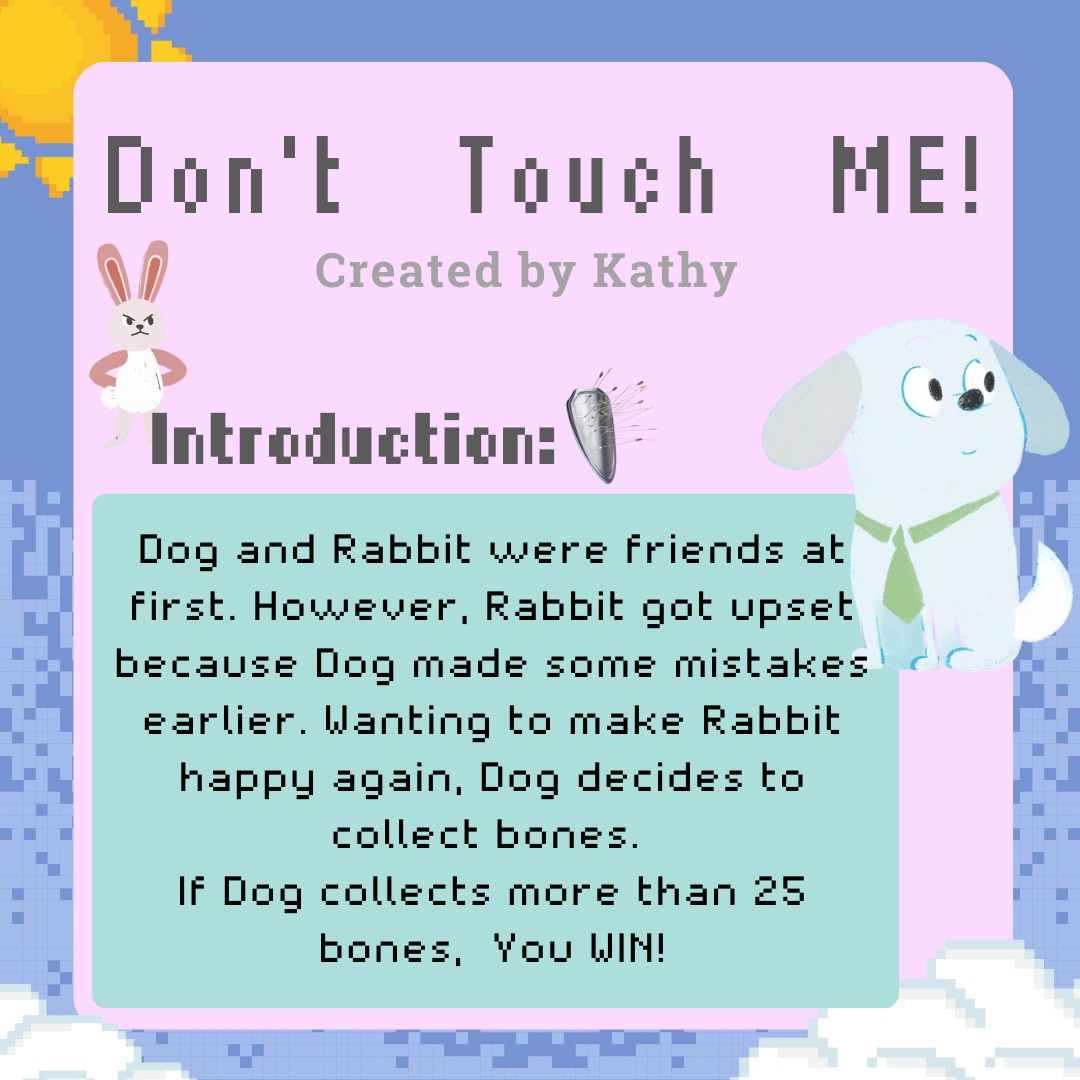 Don't Touch ME!
Created by Kathy
Introduction:
Dog and Rabbit were friends at
first. However, Rabbit got upset
because Dog made some mistakes
earlier. Wanting to make Rabbit
happy again, Dog decides to
collect bones.
If Dog collects more than 25
bones, You WIN!